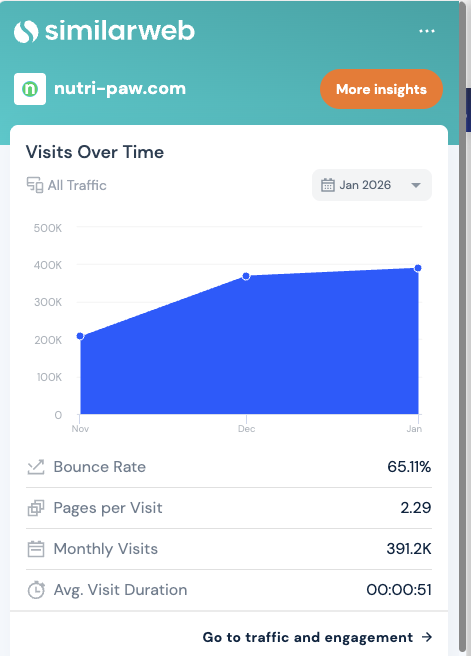 similarweb
nutri-paw.com
More insights
Visits Over Time
All Traffic
Jan 2026
500K
400K
300K
200K
100K
0
Nov Dec Jan
Bounce Rate 65.11%
Pages per Visit 2.29
Monthly Visits 391.2K
Avg. Visit Duration 00:00:51
Go to traffic and engagement →